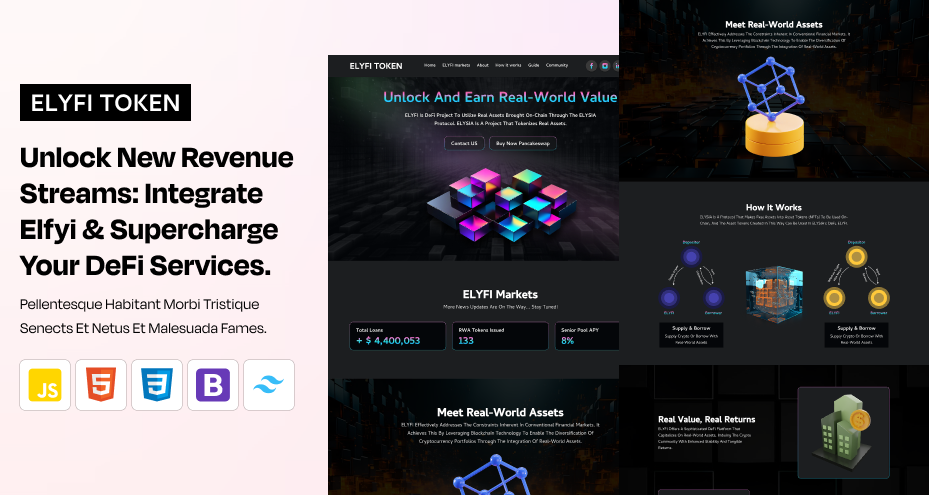 ELYFI TOKEN
Unlock New Revenue
Streams: Integrate
Elfyi & Supercharge
Your DeFi Services.
Pellentesque Habitant Morbi Tristique
Senects Et Netus Et Malesuada Fames.
JS
5
3
B
ELYFI TOKEN
Home ELYFI markets About How it works Guide Community
Unlock And Earn Real-World Value
ELYFI Is DeFi Project To Utilize Real Assets Brought On-Chain Through The ELYSIA
Protocol. ELYSIA Is A Project That Tokenizes Real Assets.
Contact US
Buy Now Pancakeswap
ELYFI Markets
More News Updates Are On The Way... Stay Tuned!
Total Loans
+ $ 4,400,053
RWA Tokens Issued
133
Senior Pool APY
8%
Meet Real-World Assets
ELYFI Effectively Addresses The Constraints Inherent In Conventional Financial Markets. It
Achieves This By Leveraging Blockchain Technology To Enable The Diversification Of
Cryptocurrency Portfolios Through The Integration Of Real-World Assets.
Meet Real-World Assets
ELYFI Effectively Addresses The Constraints Inherent In Conventional Financial Markets. It
Achieves This By Leveraging Blockchain Technology To Enable The Diversification Of
Cryptocurrency Portfolios Through The Integration Of Real-World Assets.
How It Works
ELYSIA Is A Protocol That Makes Real Assets Into Asset Tokens (NFTs) To Be Used On-
Chain, And The Asset Tokens Created In This Way Can Be Used In ELYSIA's DeFi, ELYFI.
Depositor
ELYFI
Borrower
Supply & Borrow
Supply Crypto Or Borrow With
Real-World Assets
Depositor
ELYFI
Borrower
Supply & Borrow
Supply Crypto Or Borrow With
Real-World Assets
Real Value, Real Returns
ELYFI Offers A Sophisticated DeFi Platform That
Capitalizes On Real-World Assets, Imbuing The Crypto
Community With Enhanced Stability And Tangible
Returns.